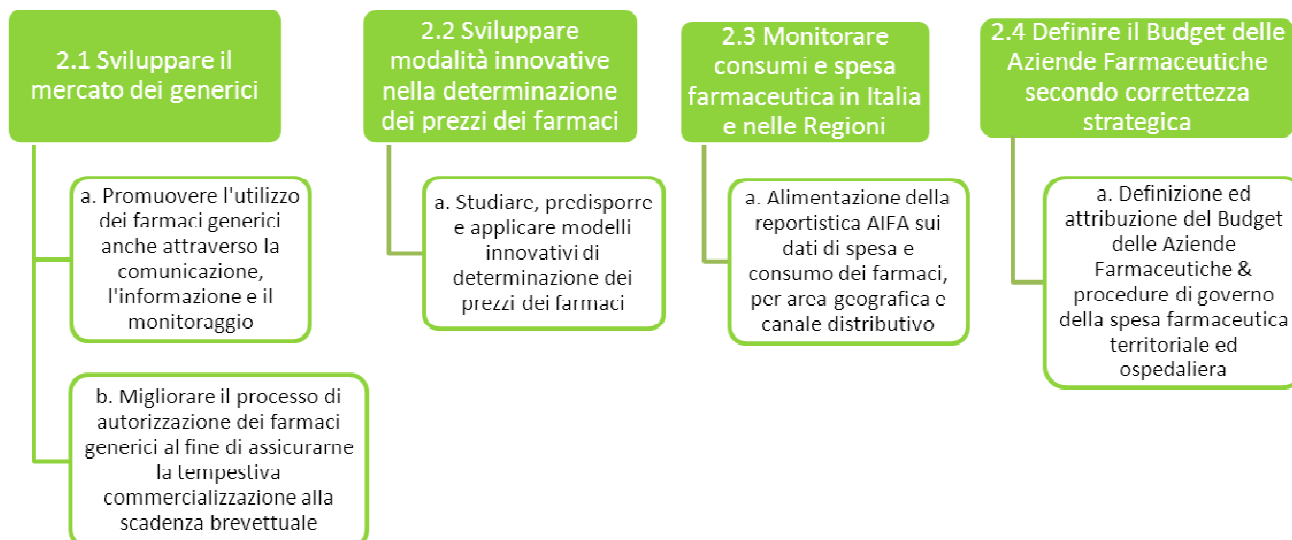 2.1 Sviluppare il
mercato dei generici
a. Promuovere l'utilizzo
dei farmaci generici
anche attraverso la
comunicazione,
l'informazione e il
monitoraggio
b. Migliorare il processo di
autorizzazione dei farmaci
generici al fine di assicurarne
la tempestiva
commercializzazione alla
scadenza brevettuale
2.2 Sviluppare
modalità innovative
nella determinazione
dei prezzi dei farmaci
a. Studiare, predisporre
e applicare modelli
innovativi di
determinazione dei
prezzi dei farmaci
2.3 Monitorare
consumi e spesa
farmaceutica in Italia
e nelle Regioni
a. Alimentazione della
reportistica AIFA sui
dati di spesa e
consumo dei farmaci,
per area geografica e
canale distributivo
2.4 Definire il Budget delle
Aziende Farmaceutiche
secondo correttezza
strategica
a. Definizione ed
attribuzione del Budget
delle Aziende
Farmaceutiche &
procedure di governo
della spesa farmaceutica
territoriale ed
ospedaliera